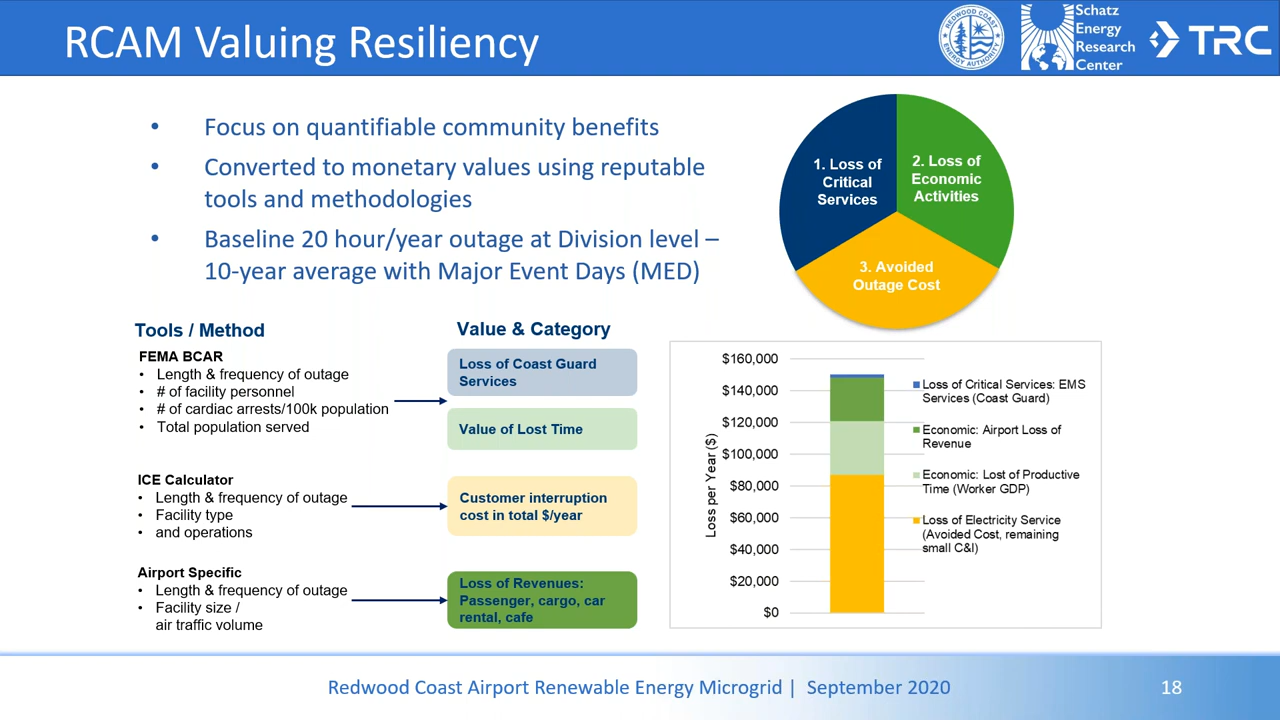 RCAM Valuing Resiliency
REDWOOD COAST
ENERGY AUTHORITY
Schatz
Energy
Research
Center
TRC
• Focus on quantifiable community benefits
• Converted to monetary values using reputable
tools and methodologies
• Baseline 20 hour/year outage at Division level –
10-year average with Major Event Days (MED)
1. Loss of
Critical
Services
2. Loss of
Economic
Activities
3. Avoided
Outage Cost
Tools / Method
Value & Category
FEMA BCAR
• Length & frequency of outage
• # of facility personnel
• # of cardiac arrests/100k population
• Total population served
Loss of Coast Guard
Services
Value of Lost Time
ICE Calculator
• Length & frequency of outage
• Facility type
• and operations
Customer interruption
cost in total $/year
Airport Specific
• Length & frequency of outage
• Facility size /
air traffic volume
Loss of Revenues:
Passenger, cargo, car
rental, cafe
Loss per Year ($)
$160,000
$140,000
$120,000
$100,000
$80,000
$60,000
$40,000
$20,000
$0
Loss of Critical Services: EMS
Services (Coast Guard)
Economic: Airport Loss of
Revenue
Economic: Lost of Productive
Time (Worker GDP)
Loss of Electricity Service
(Avoided Cost, remaining
small C&I)
Redwood Coast Airport Renewable Energy Microgrid | September 2020
18